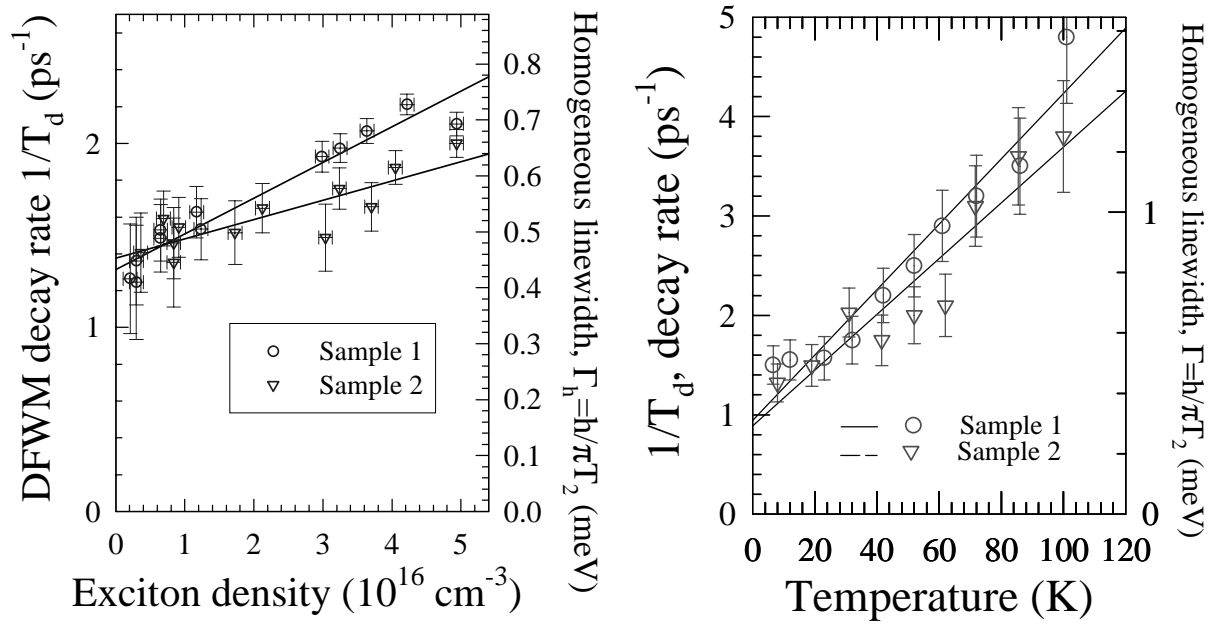 DFWM decay rate 1/T_d (ps^-1)
2
1
1
0 1 2 3 4 5
Exciton density (10^16 cm^-3)
Sample 1
Sample 2
0.8
0.7
0.6
0.5
0.4
0.3
0.2
0.1
0.0
Homogeneous linewidth, Γ_h=h/πT_2 (meV)
1/T_d, decay rate (ps^-1)
5
4
3
2
1
0
0 20 40 60 80 100 120
Temperature (K)
Sample 1
Sample 2
1
0
Homogeneous linewidth, Γ=h/πT_2 (meV)